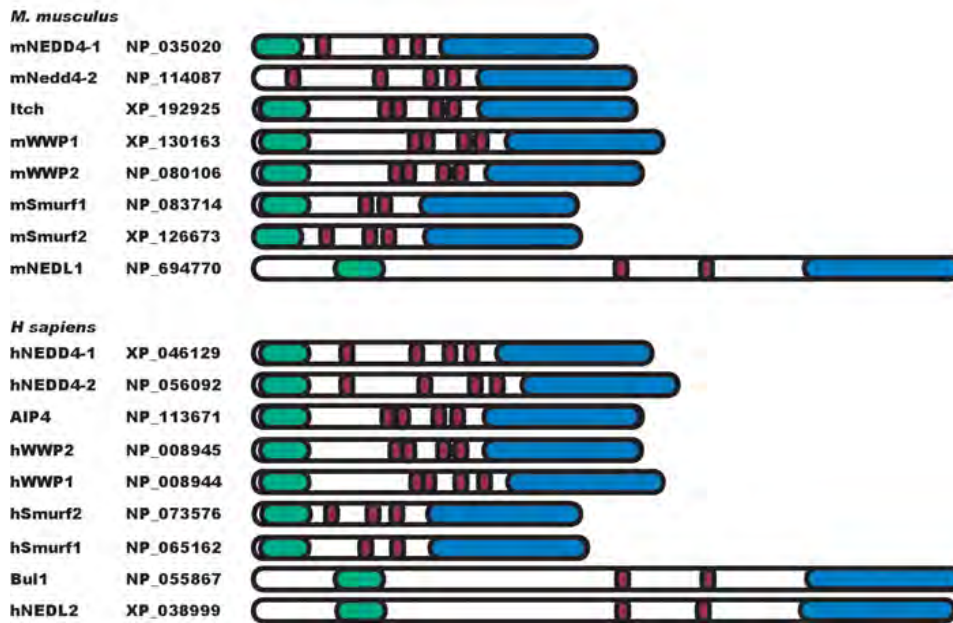 M. musculus
mNEDD4-1 NP_035020
mNedd4-2 NP_114087
Itch XP_192925
mWWP1 XP_130163
mWWP2 NP_080106
mSmurf1 NP_083714
mSmurf2 XP_126673
mNEDL1 NP_694770
H sapiens
hNEDD4-1 XP_046129
hNEDD4-2 NP_056092
AIP4 NP_113671
hWWP2 NP_008945
hWWP1 NP_008944
hSmurf2 NP_073576
hSmurf1 NP_065162
Bul1 NP_055867
hNEDL2 XP_038999